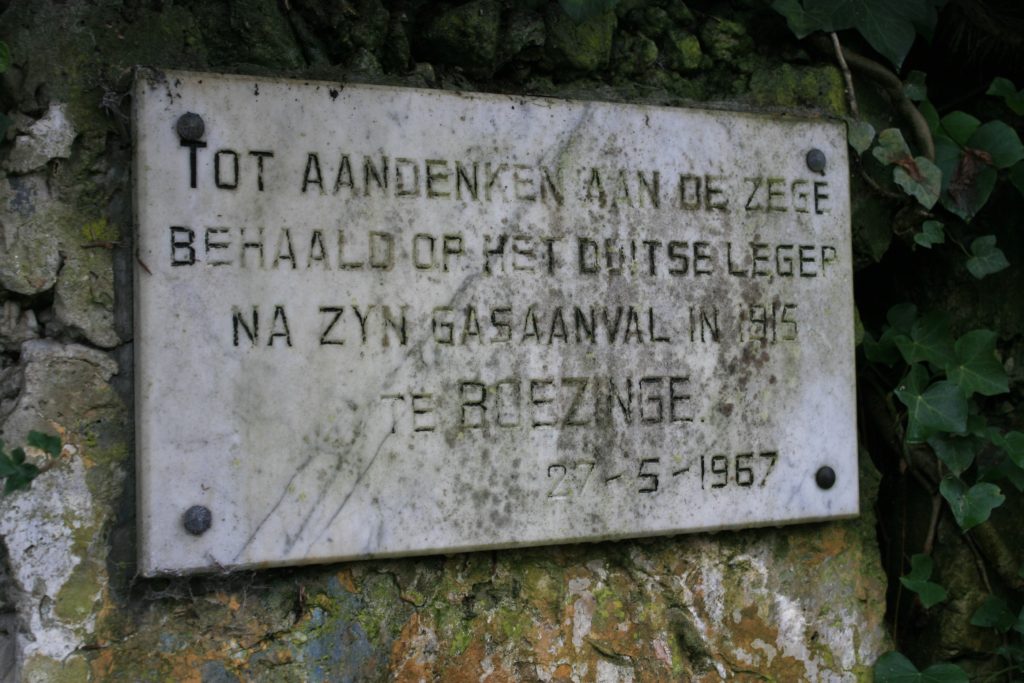 TOT AANDENKEN AAN DE ZEGE
BEHAALD OP HET DUITSE LEGER
NA ZYN GASAANVAL IN 1915
TE BOEZINGE.
27-5-1967